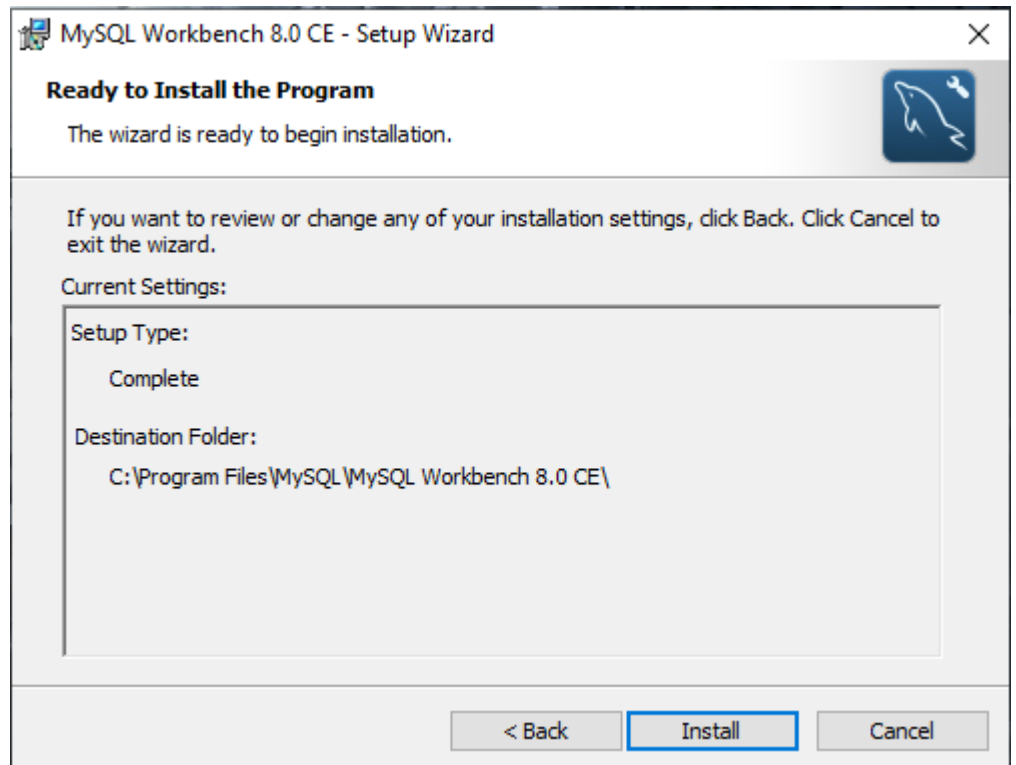 MySQL Workbench 8.0 CE - Setup Wizard
Ready to Install the Program
The wizard is ready to begin installation.
If you want to review or change any of your installation settings, click Back. Click Cancel to
exit the wizard.
Current Settings:
Setup Type:
Complete
Destination Folder:
C:\Program Files\MySQL\MySQL Workbench 8.0 CE\
< Back
Install
Cancel